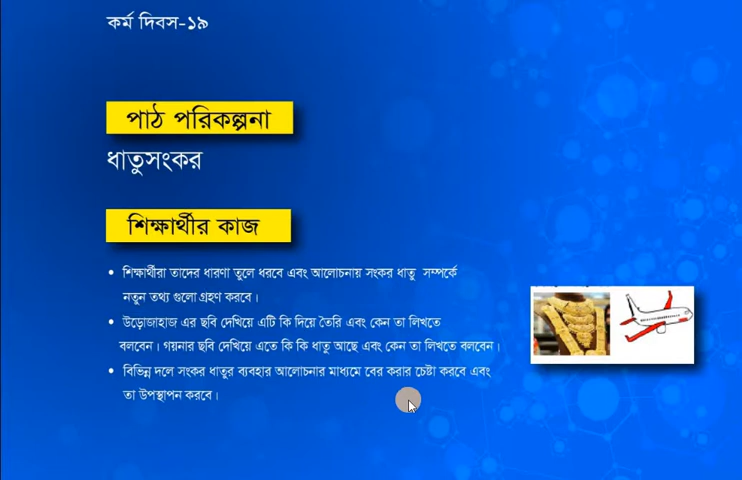 কর্ম দিবস-১৯
পাঠ পরিকল্পনা
ধাতুসংকর
শিক্ষার্থীর কাজ
• শিক্ষার্থীরা তাদের ধারণা তুলে ধরবে এবং আলোচনায় সংকর ধাতু সম্পর্কে
নতুন তথ্য গুলো গ্রহণ করবে।
• উড়োজাহাজ এর ছবি দেখিয়ে এটি কি দিয়ে তৈরি এবং কেন তা লিখতে
বলবেন। গয়নার ছবি দেখিয়ে এতে কি কি ধাতু আছে এবং কেন তা লিখতে বলবেন।
• বিভিন্ন দলে সংকর ধাতুর ব্যবহার আলোচনার মাধ্যমে বের করার চেষ্টা করবে এবং
তা উপস্থাপন করবে।